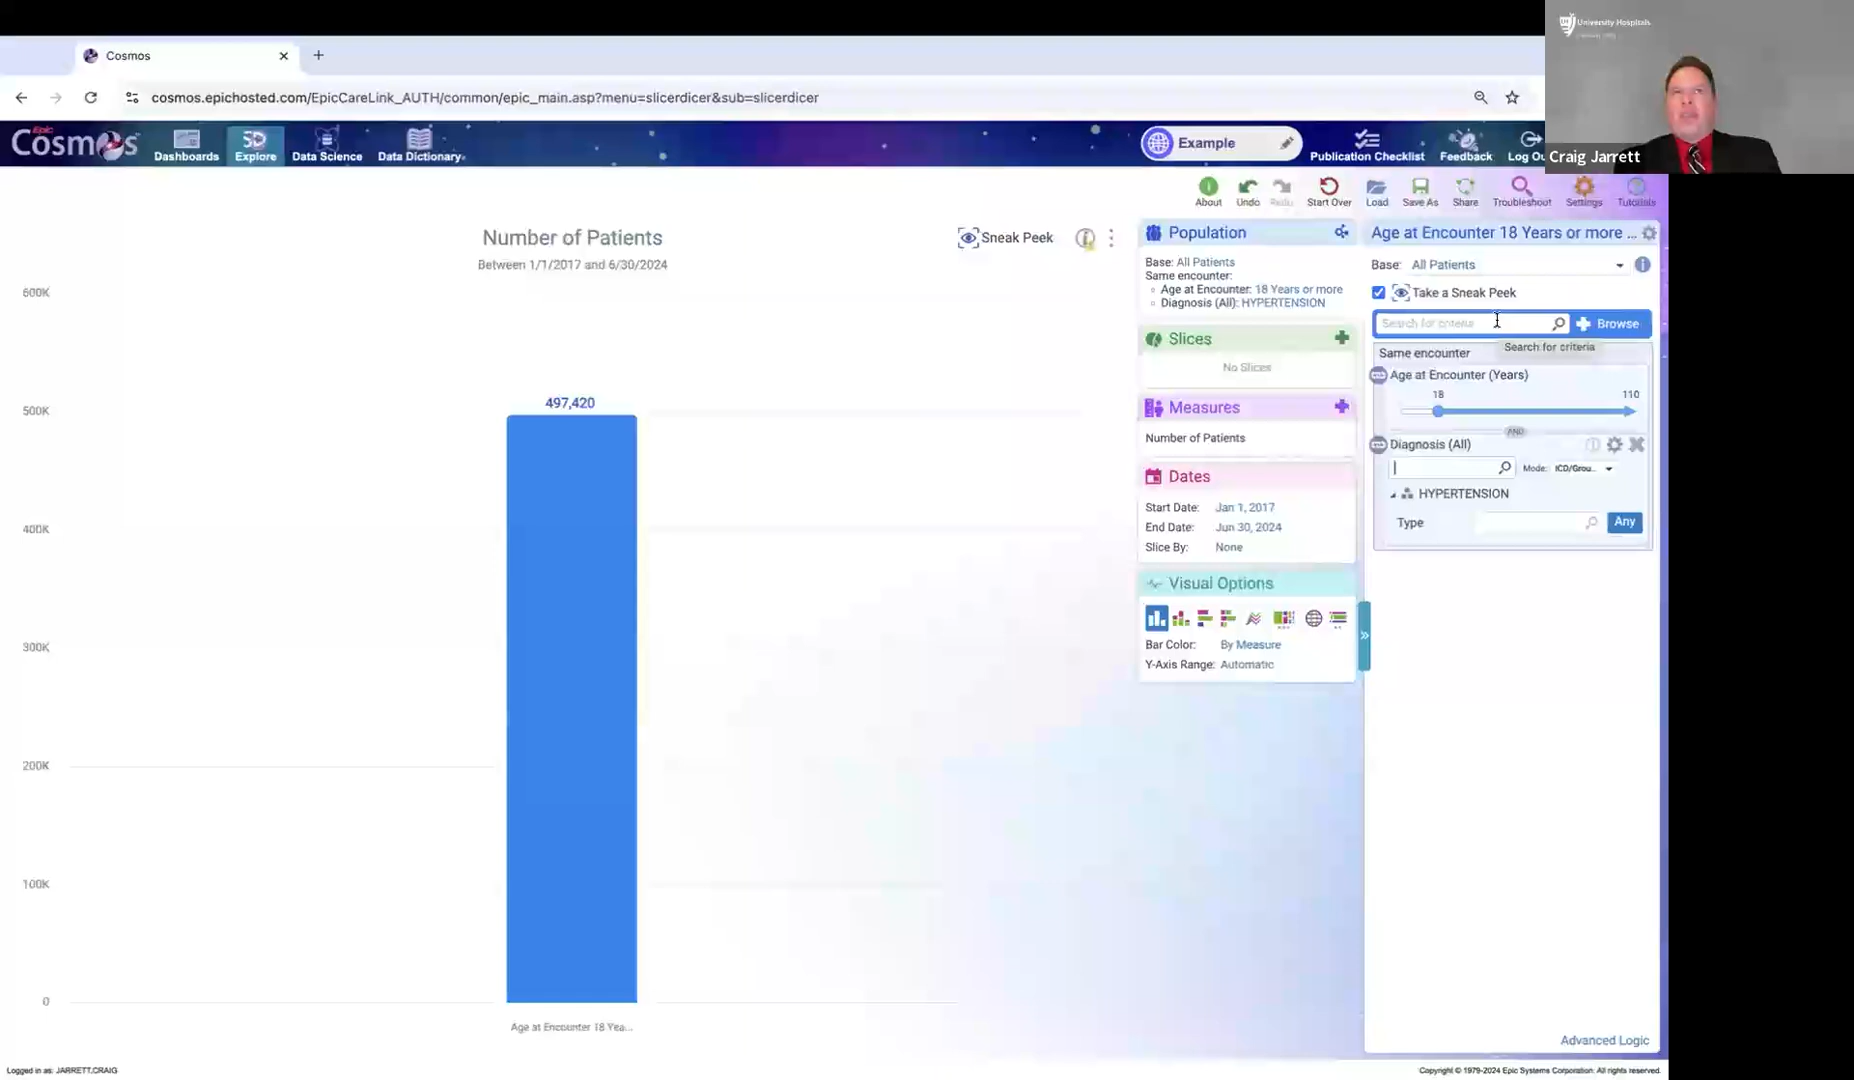 Cosmos
cosmos.epichosted.com/EpicCareLink_AUTH/common/epic_main.asp?menu=slicerdicer&sub=slicerdicer
University Hospitals
Craig Jarrett
Epic
Cosmos
Dashboards
Explore
Data Science
Data Dictionary
Example
Publication Checklist
Feedback
Log Ou
About
Undo
Redo
Start Over
Load
Save As
Share
Troubleshoot
Settings
Tutorials
Number of Patients
Between 1/1/2017 and 6/30/2024
Sneak Peek
600K
500K
400K
300K
200K
100K
0
497,420
Age at Encounter 18 Yea...
Population
Base: All Patients
Same encounter:
Age at Encounter: 18 Years or more
Diagnosis (All): HYPERTENSION
Slices
No Slices
Measures
Number of Patients
Dates
Start Date: Jan 1, 2017
End Date: Jun 30, 2024
Slice By: None
Visual Options
Bar Color: By Measure
Y-Axis Range: Automatic
Age at Encounter 18 Years or more ...
Base: All Patients
Take a Sneak Peek
Search for criteria
Browse
Search for criteria
Same encounter
Age at Encounter (Years)
18 110
AND
Diagnosis (All)
Mode: ICD/Grou...
HYPERTENSION
Type
Any
Advanced Logic
Logged in as: JARRETT,CRAIG
Copyright © 1979-2024 Epic Systems Corporation. All rights reserved.